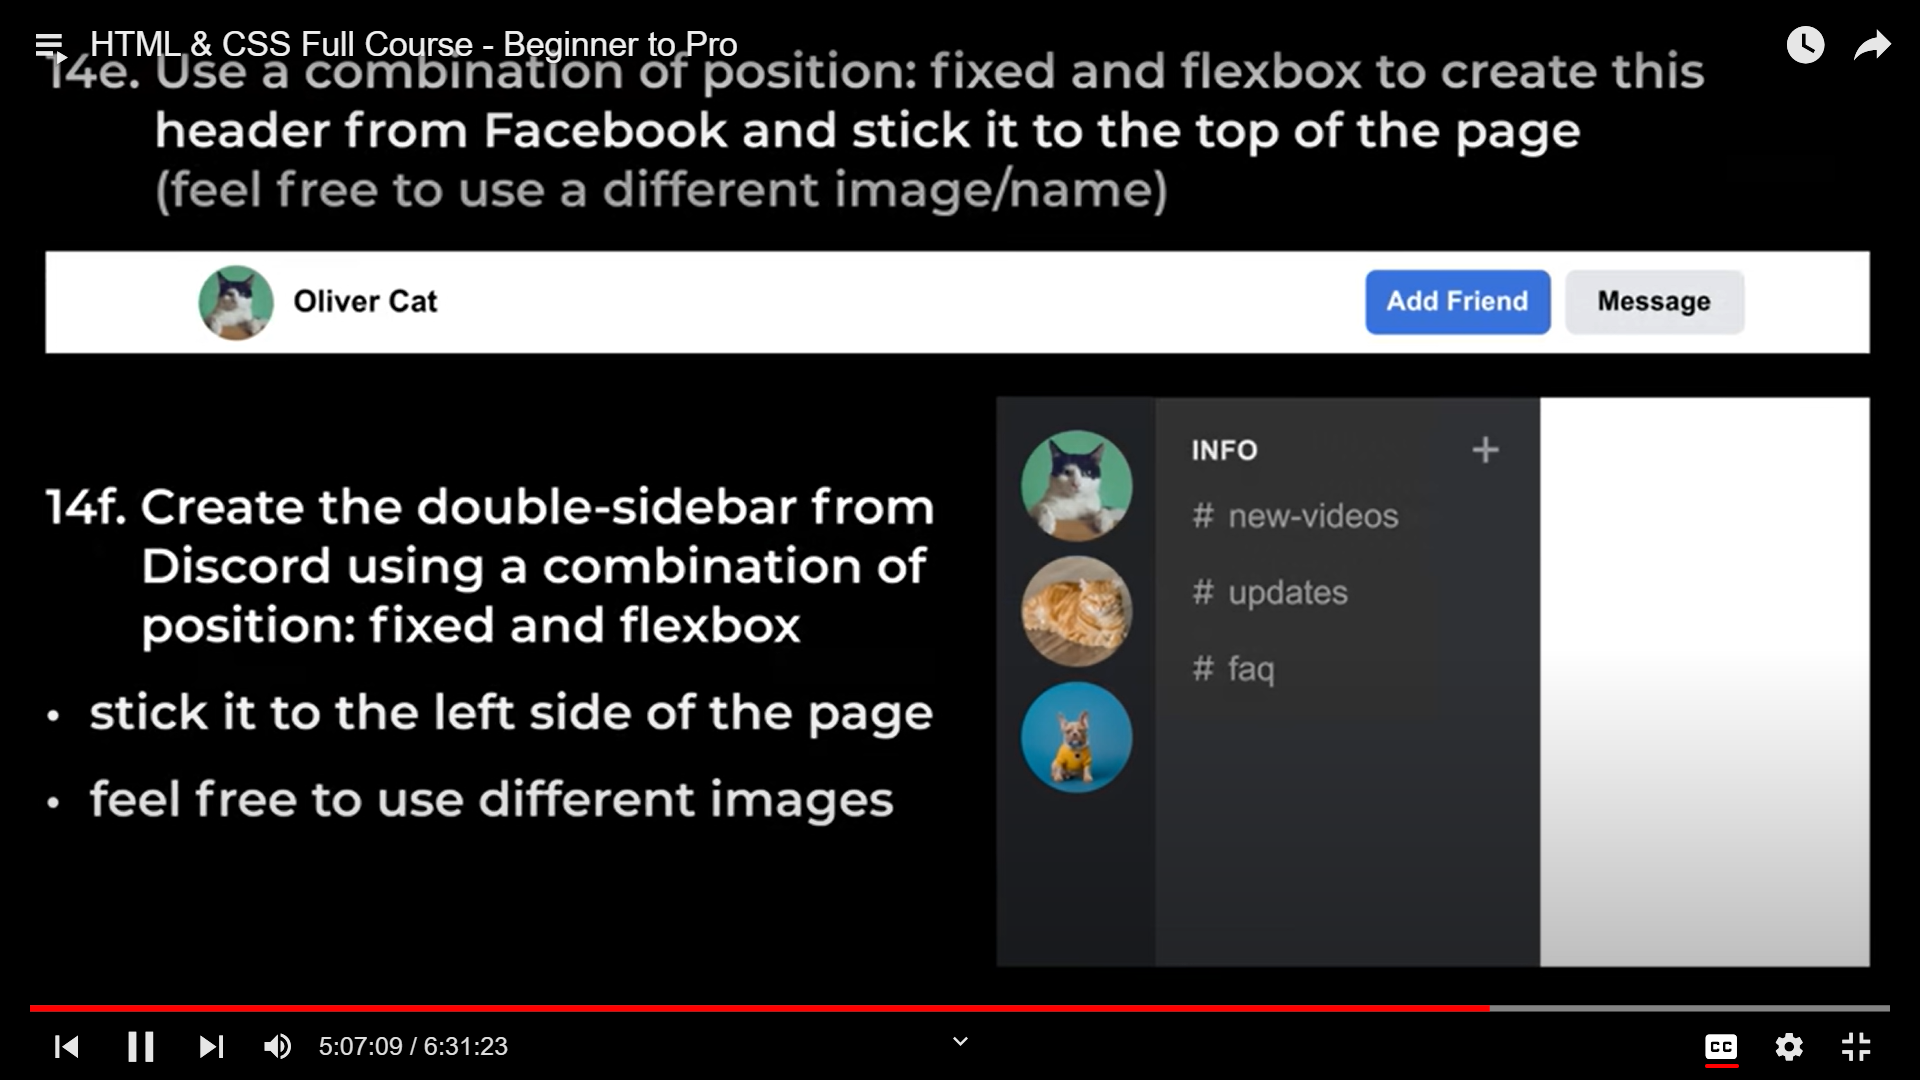 HTML & CSS Full Course - Beginner to Pro
14e. Use a combination of position: fixed and flexbox to create this
header from Facebook and stick it to the top of the page
(feel free to use a different image/name)
Oliver Cat
Add Friend
Message
14f. Create the double-sidebar from
Discord using a combination of
position: fixed and flexbox
• stick it to the left side of the page
• feel free to use different images
INFO +
# new-videos
# updates
# faq
5:07:09 / 6:31:23
CC